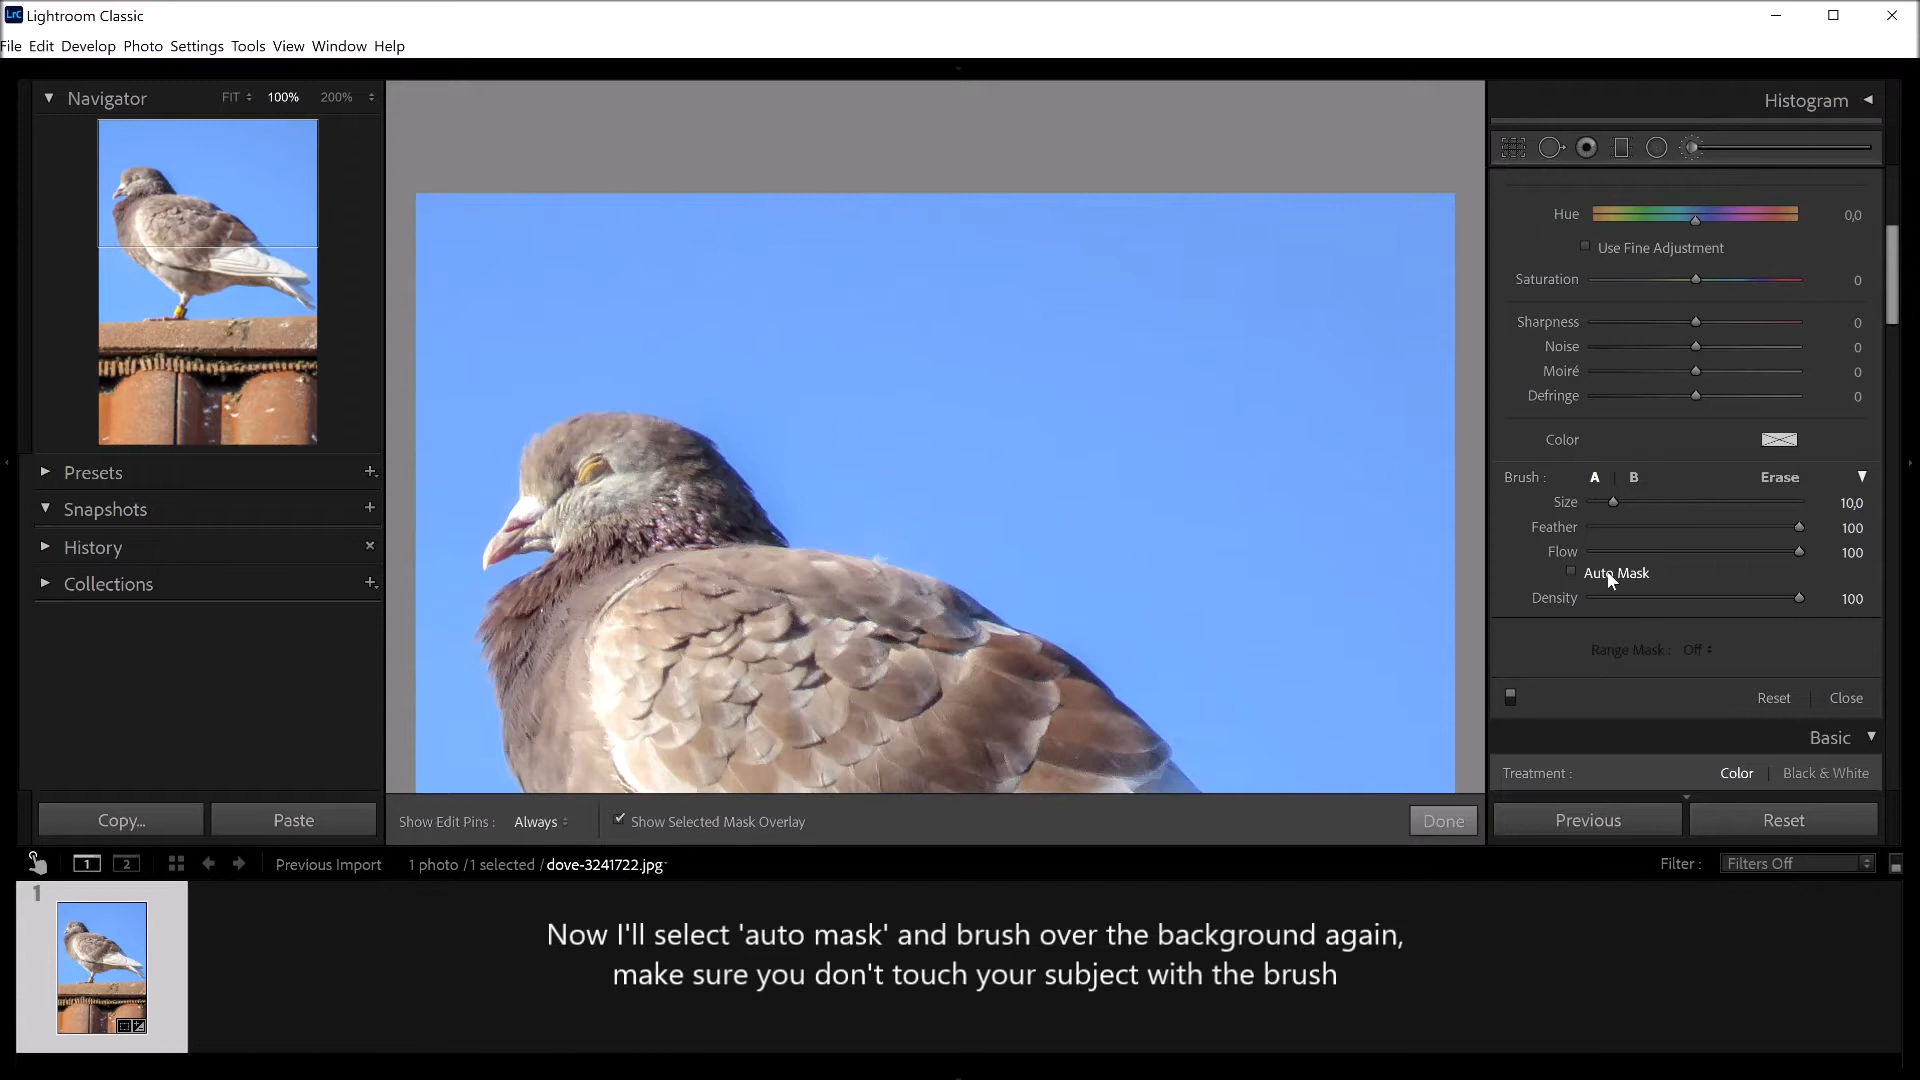 LrC Lightroom Classic
File Edit Develop Photo Settings Tools View Window Help
Navigator FIT 100% 200%
Presets
Snapshots
History
Collections
Copy... Paste
Show Edit Pins : Always Show Selected Mask Overlay Done
Histogram
Hue 0,0
Use Fine Adjustment
Saturation 0
Sharpness 0
Noise 0
Moiré 0
Defringe 0
Color
Brush : A B Erase
Size 10,0
Feather 100
Flow 100
Auto Mask
Density 100
Range Mask : Off
Reset Close
Basic
Treatment : Color Black & White
Previous Reset
1 2 Previous Import 1 photo / 1 selected / dove-3241722.jpg Filter : Filters Off
1
Now I'll select 'auto mask' and brush over the background again,
make sure you don't touch your subject with the brush